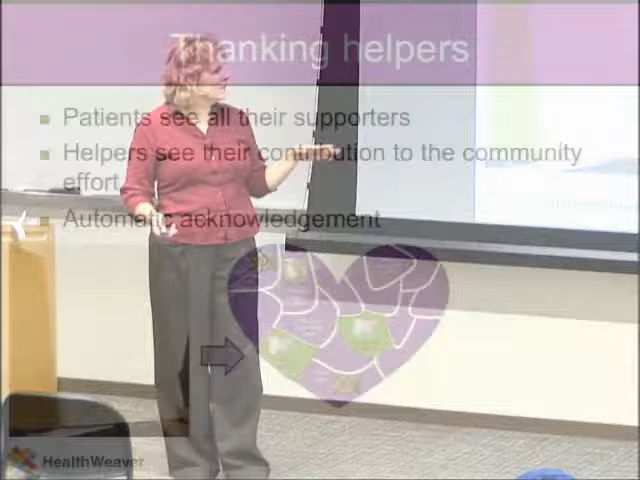 Thanking helpers
Patients see all their supporters
Helpers see their contribution to the community
effort
Automatic acknowledgement
HealthWeaver